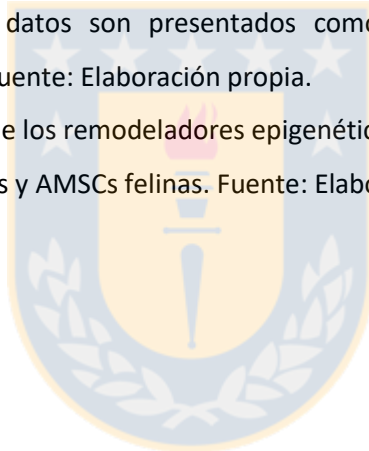 datos son presentados como
uente: Elaboración propia.
e los remodeladores epigenétic
s y AMSCs felinas. Fuente: Elabo